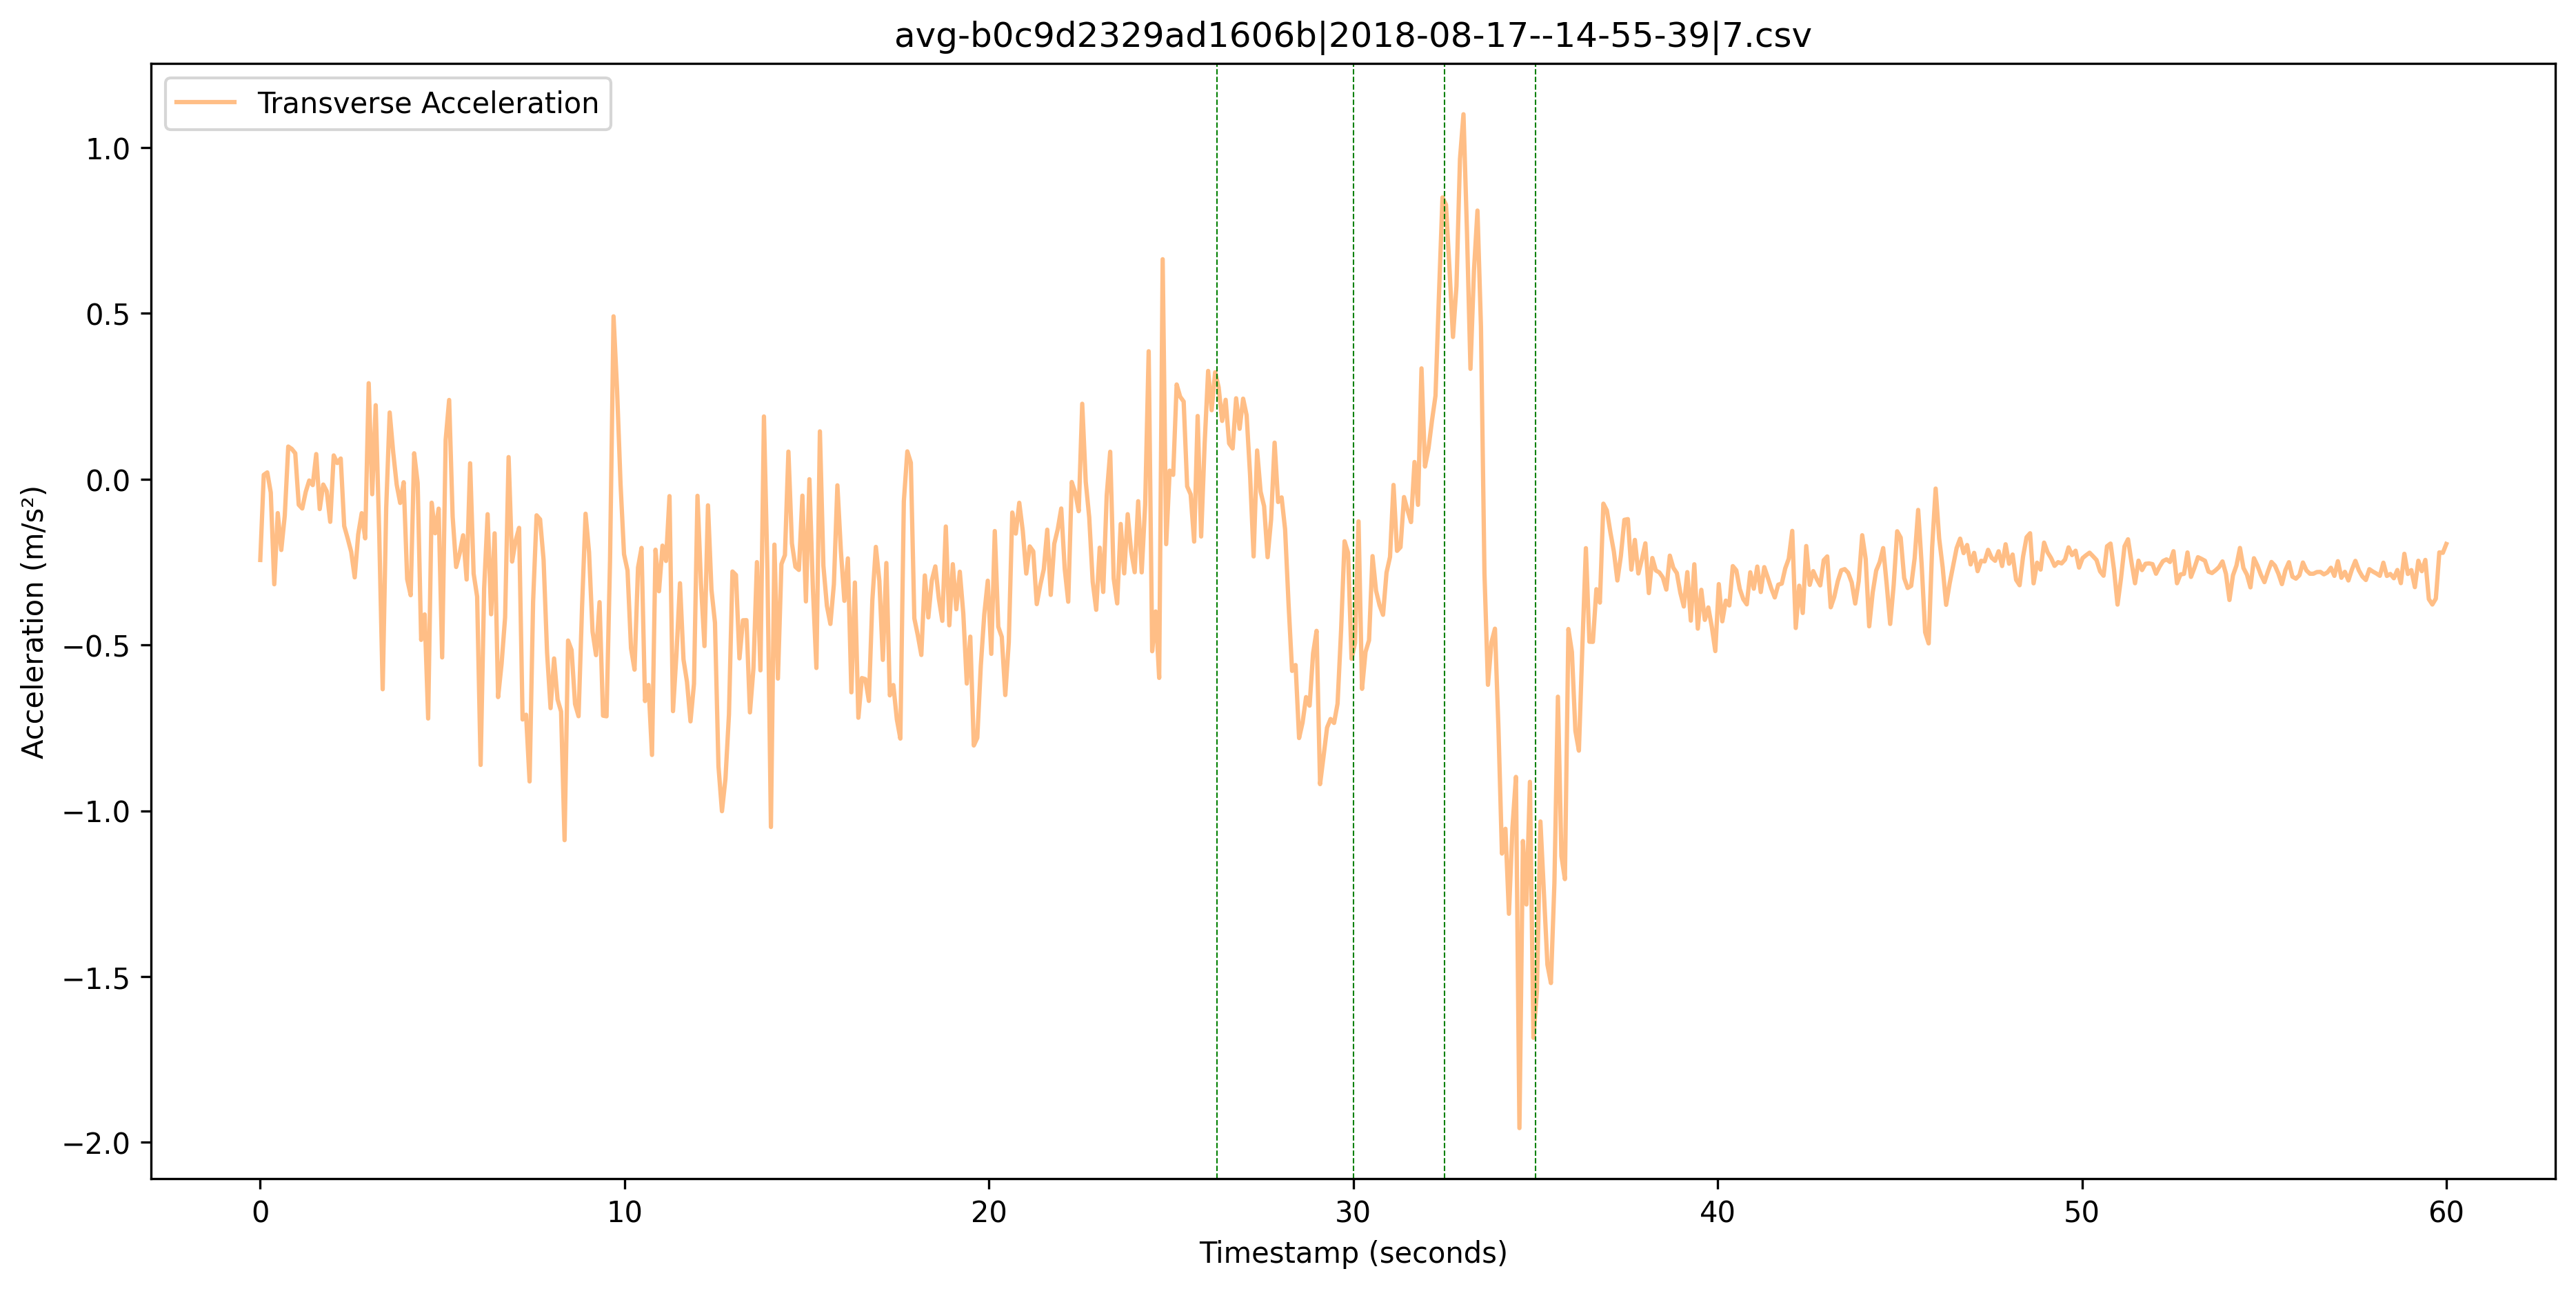 avg-b0c9d2329ad1606b|2018-08-17--14-55-39|7.csv
Transverse Acceleration
Acceleration (m/s²)
1.0
0.5
0.0
−0.5
−1.0
−1.5
−2.0
0 10 20 30 40 50 60
Timestamp (seconds)